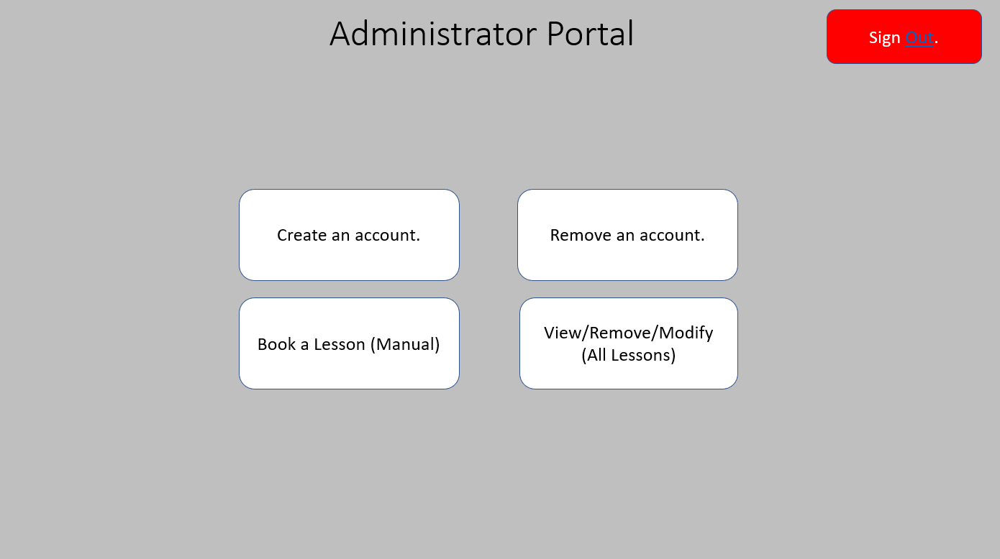 Administrator Portal
Sign Out.
Create an account.
Remove an account.
Book a Lesson (Manual)
View/Remove/Modify
(All Lessons)